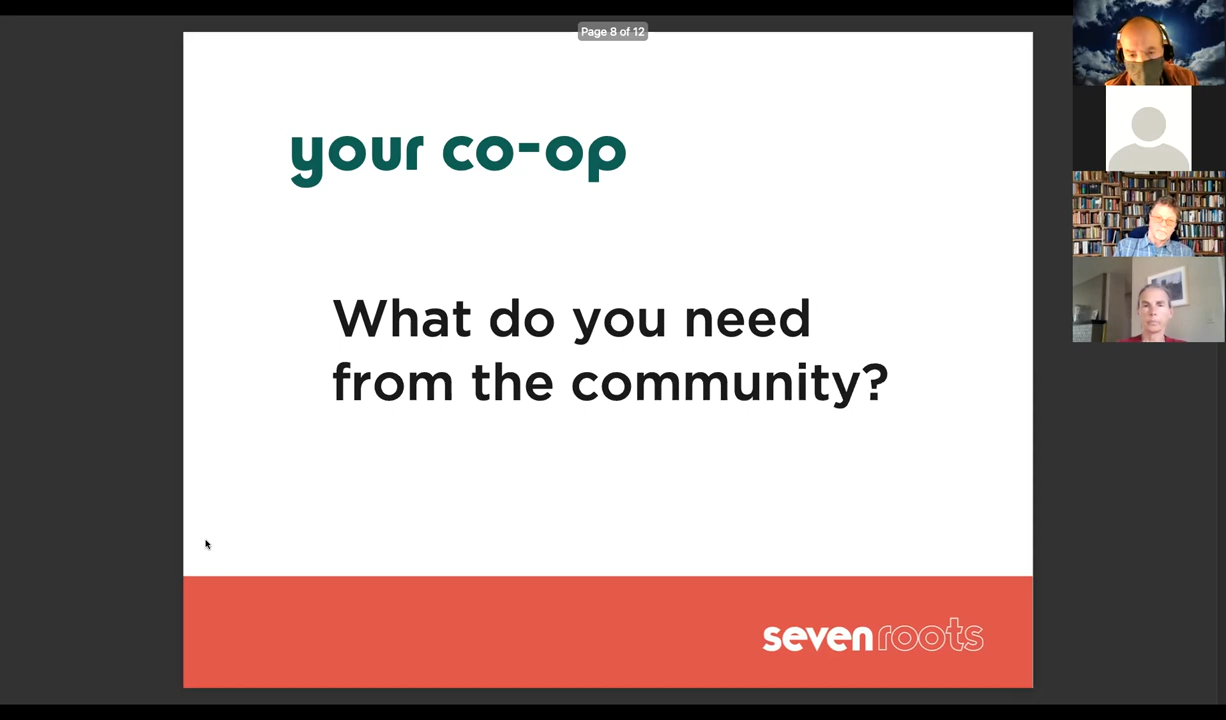 Page 8 of 12
your co-op
What do you need
from the community?
sevenroots